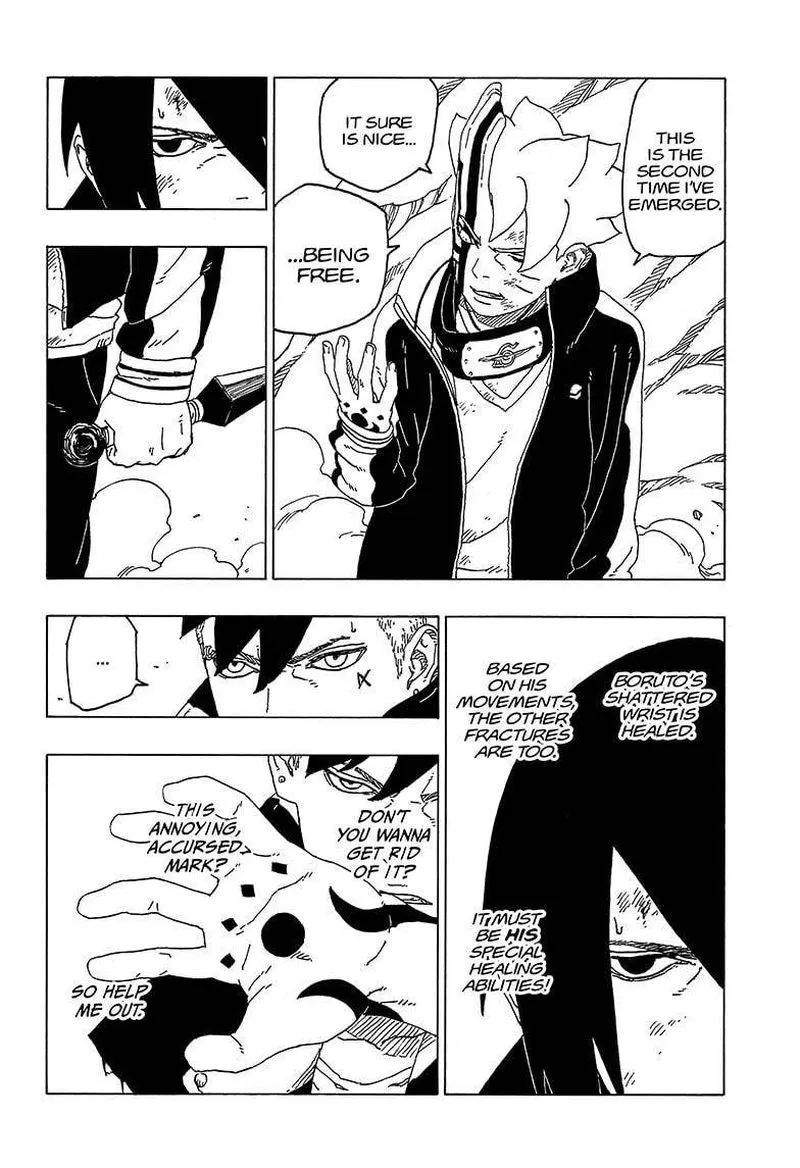 THIS
IS THE
SECOND
TIME I'VE
EMERGED.
IT SURE
IS NICE...
...BEING
FREE.
BORUTO'S
SHATTERED
WRIST IS
HEALED.
BASED
ON HIS
MOVEMENTS,
THE OTHER
FRACTURES
ARE TOO.
IT MUST
BE HIS
SPECIAL
HEALING
ABILITIES!
...
DON'T
YOU WANNA
GET RID
OF IT?
THIS
ANNOYING,
ACCURSED
MARK?
SO HELP
ME OUT.